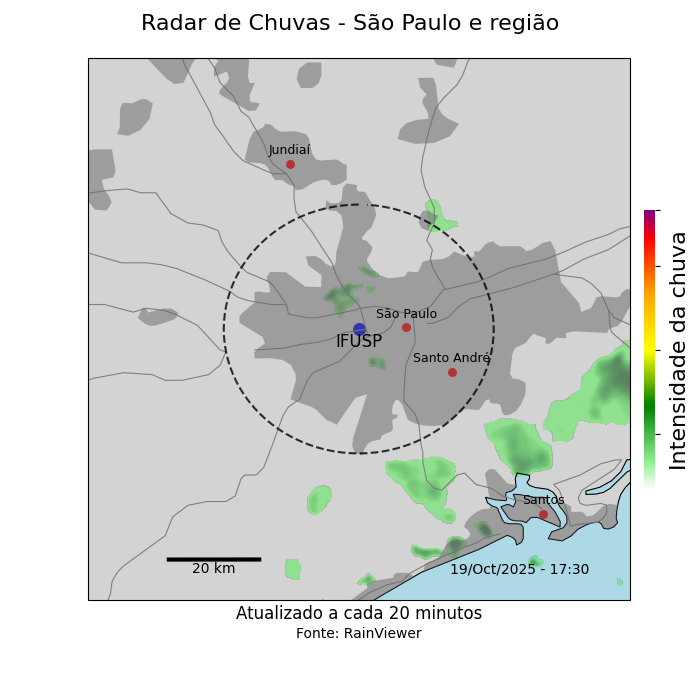 Radar de Chuvas - São Paulo e região
Jundiaí
São Paulo
IFUSP
Santo André
Santos
20 km
19/Oct/2025 - 17:30
Intensidade da chuva
Atualizado a cada 20 minutos
Fonte: RainViewer